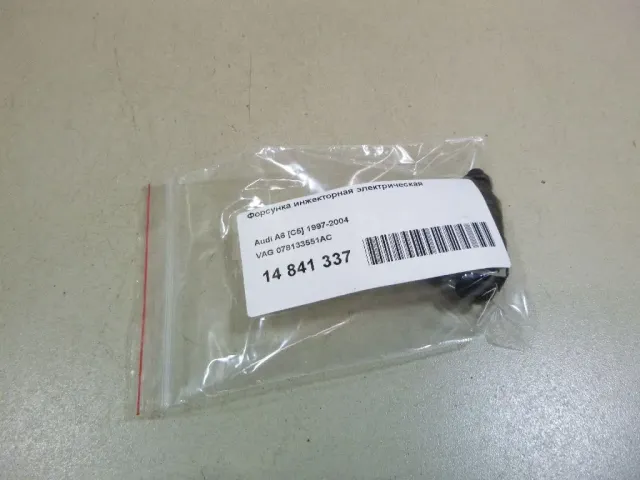 Форсунка инжекторная электрическая
Audi A6 [C5] 1997-2004
VAG 078133551AC
14 841 337